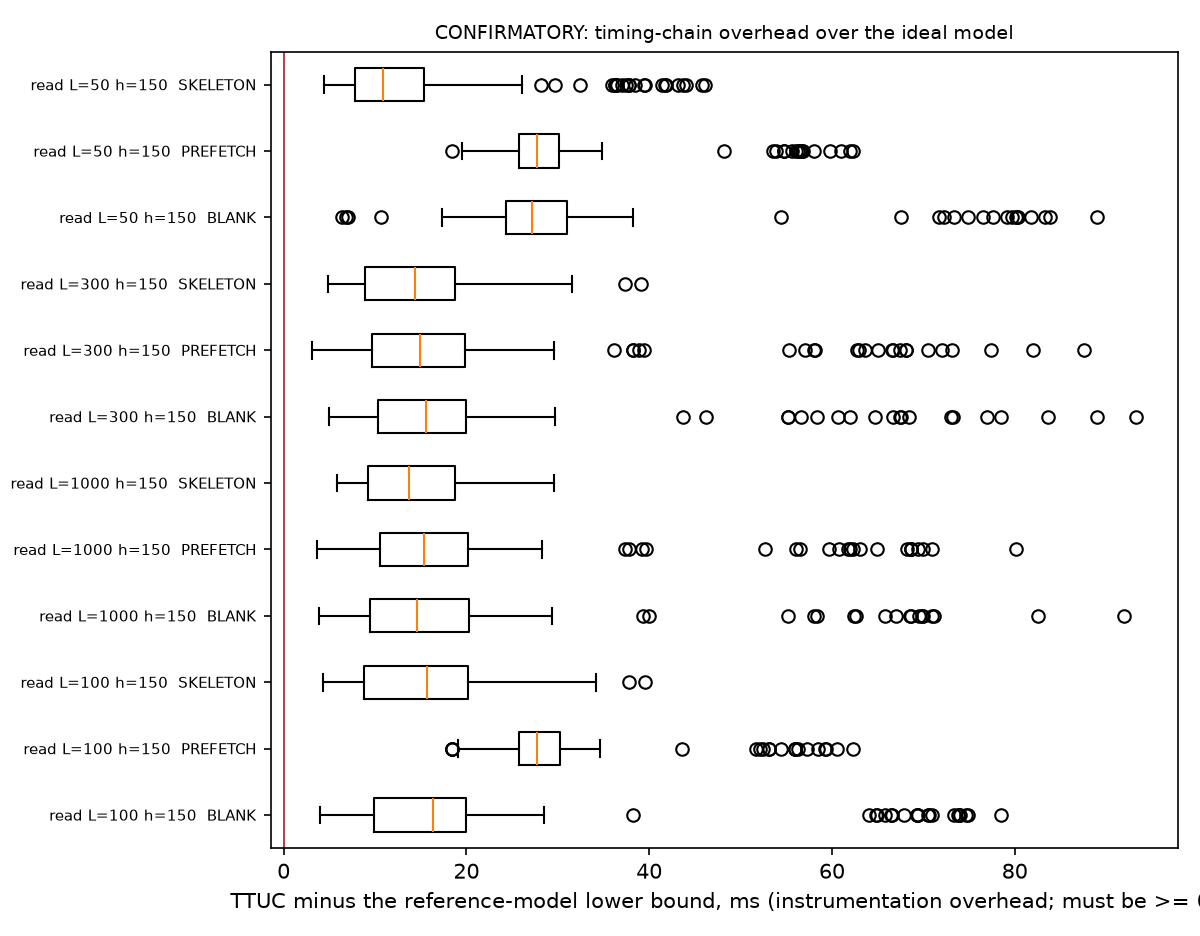 CONFIRMATORY: timing-chain overhead over the ideal model
read L=50 h=150  SKELETON
read L=50 h=150  PREFETCH
read L=50 h=150  BLANK
read L=300 h=150  SKELETON
read L=300 h=150  PREFETCH
read L=300 h=150  BLANK
read L=1000 h=150  SKELETON
read L=1000 h=150  PREFETCH
read L=1000 h=150  BLANK
read L=100 h=150  SKELETON
read L=100 h=150  PREFETCH
read L=100 h=150  BLANK
0 20 40 60 80
TTUC minus the reference-model lower bound, ms (instrumentation overhead; must be >=